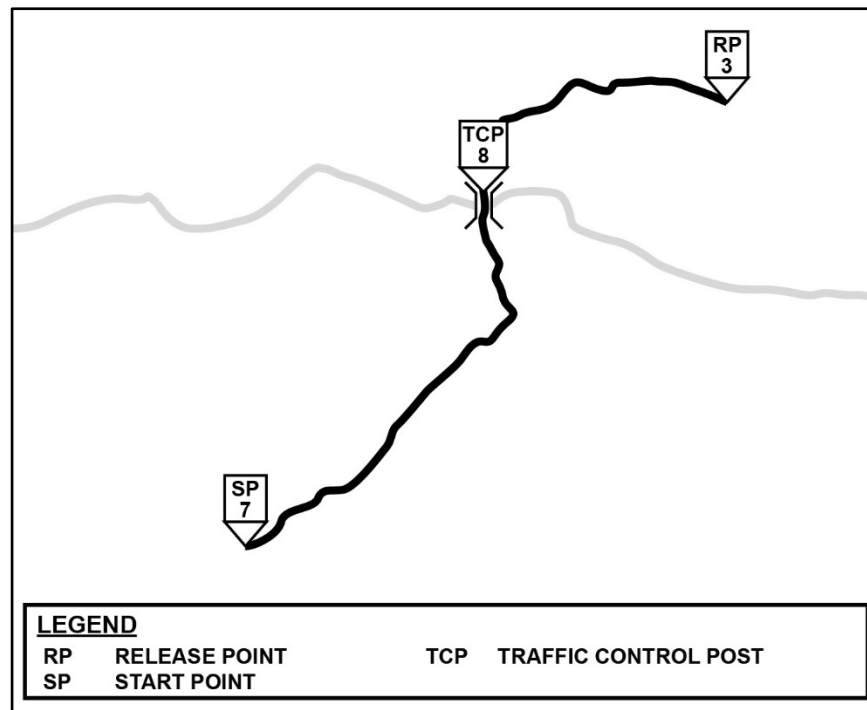 RP
3
TCP
8
SP
7
LEGEND
RP RELEASE POINT TCP TRAFFIC CONTROL POST
SP START POINT